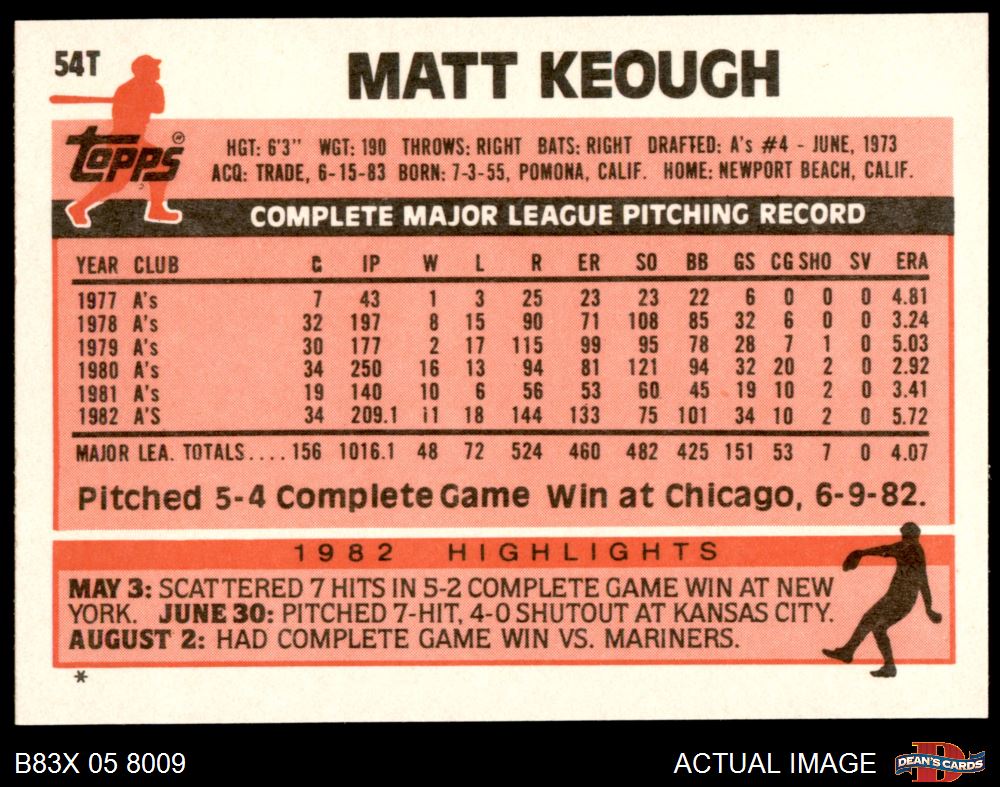 54T
MATT KEOUGH
Topps
HGT: 6'3" WGT: 190 THROWS: RIGHT BATS: RIGHT DRAFTED: A's #4 - JUNE, 1973
ACQ: TRADE, 6-15-83 BORN: 7-3-55, POMONA, CALIF. HOME: NEWPORT BEACH, CALIF.
COMPLETE MAJOR LEAGUE PITCHING RECORD
YEAR CLUB G IP W L R ER SO BB GS CG SHO SV ERA
1977 A's 7 43 1 3 25 23 23 22 6 0 0 0 4.81
1978 A's 32 197 8 15 90 71 108 85 32 6 0 0 3.24
1979 A's 30 177 2 17 115 99 95 78 28 7 1 0 5.03
1980 A's 34 250 16 13 94 81 121 94 32 20 2 0 2.92
1981 A's 19 140 10 6 56 53 60 45 19 10 2 0 3.41
1982 A'S 34 209.1 11 18 144 133 75 101 34 10 2 0 5.72
MAJOR LEA. TOTALS.... 156 1016.1 48 72 524 460 482 425 151 53 7 0 4.07
Pitched 5-4 Complete Game Win at Chicago, 6-9-82.
1982 HIGHLIGHTS
MAY 3: SCATTERED 7 HITS IN 5-2 COMPLETE GAME WIN AT NEW
YORK. JUNE 30: PITCHED 7-HIT, 4-0 SHUTOUT AT KANSAS CITY.
AUGUST 2: HAD COMPLETE GAME WIN VS. MARINERS.
*
B83X 05 8009 ACTUAL IMAGE
DEAN'S CARDS